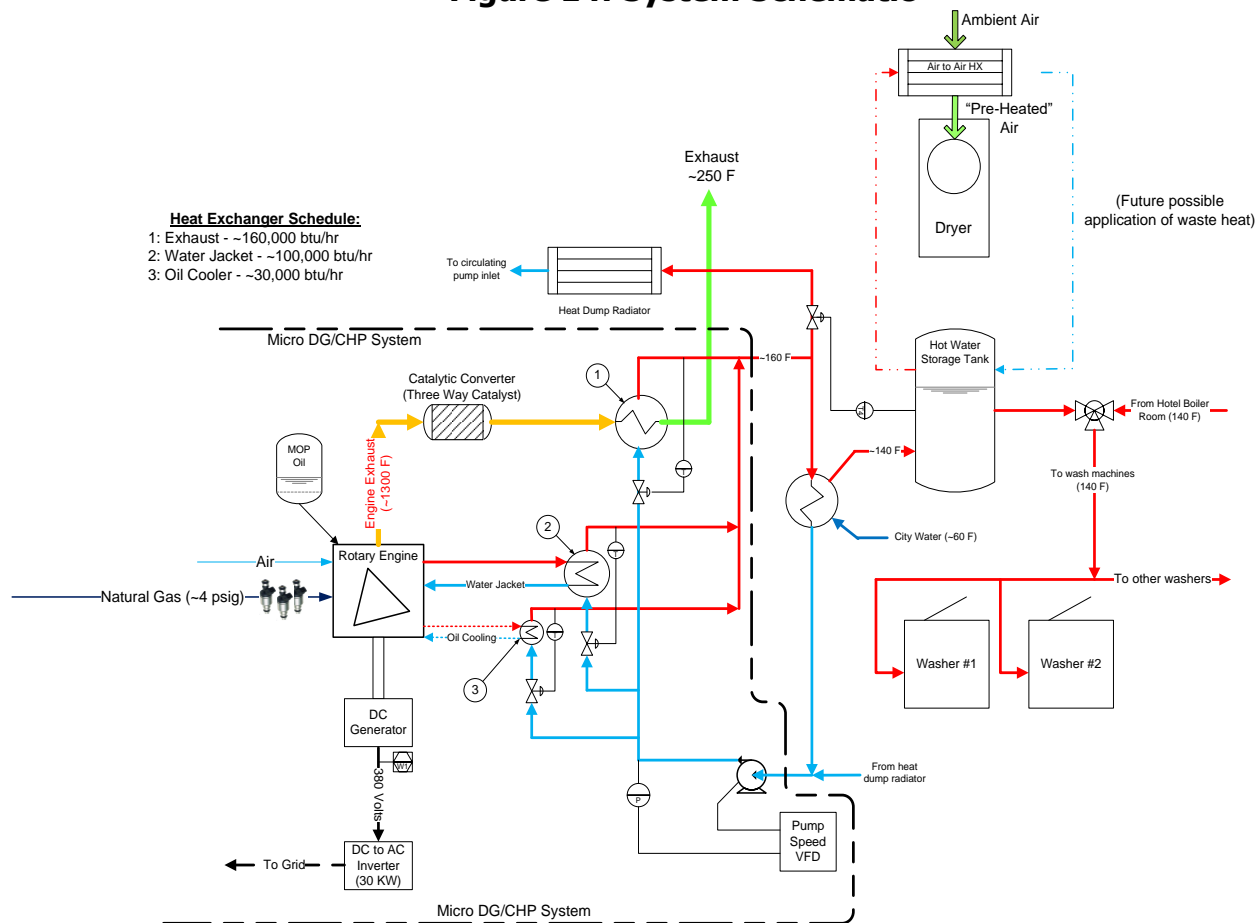 Ambient Air
Air to Air HX
“Pre-Heated”
Air
Dryer
(Future possible
application of waste heat)
Exhaust
~250 F
Heat Exchanger Schedule:
1: Exhaust - ~160,000 btu/hr
2: Water Jacket - ~100,000 btu/hr
3: Oil Cooler - ~30,000 btu/hr
To circulating
pump inlet
Heat Dump Radiator
Micro DG/CHP System
Hot Water
Storage Tank
~160 F
Catalytic Converter
(Three Way Catalyst)
1
T
From Hotel Boiler
Room (140 F)
MOP
Oil
Engine Exhaust
(~1300 F)
~140 F
To wash machines
(140 F)
City Water (~60 F)
2
Rotary Engine
Air
Water Jacket
Natural Gas (~4 psig)
Oil Cooling
3
To other washers
Washer #1
Washer #2
DC
Generator
W1
380 Volts
From heat
dump radiator
P
Pump
Speed
VFD
DC to AC
Inverter
(30 KW)
To Grid
Micro DG/CHP System